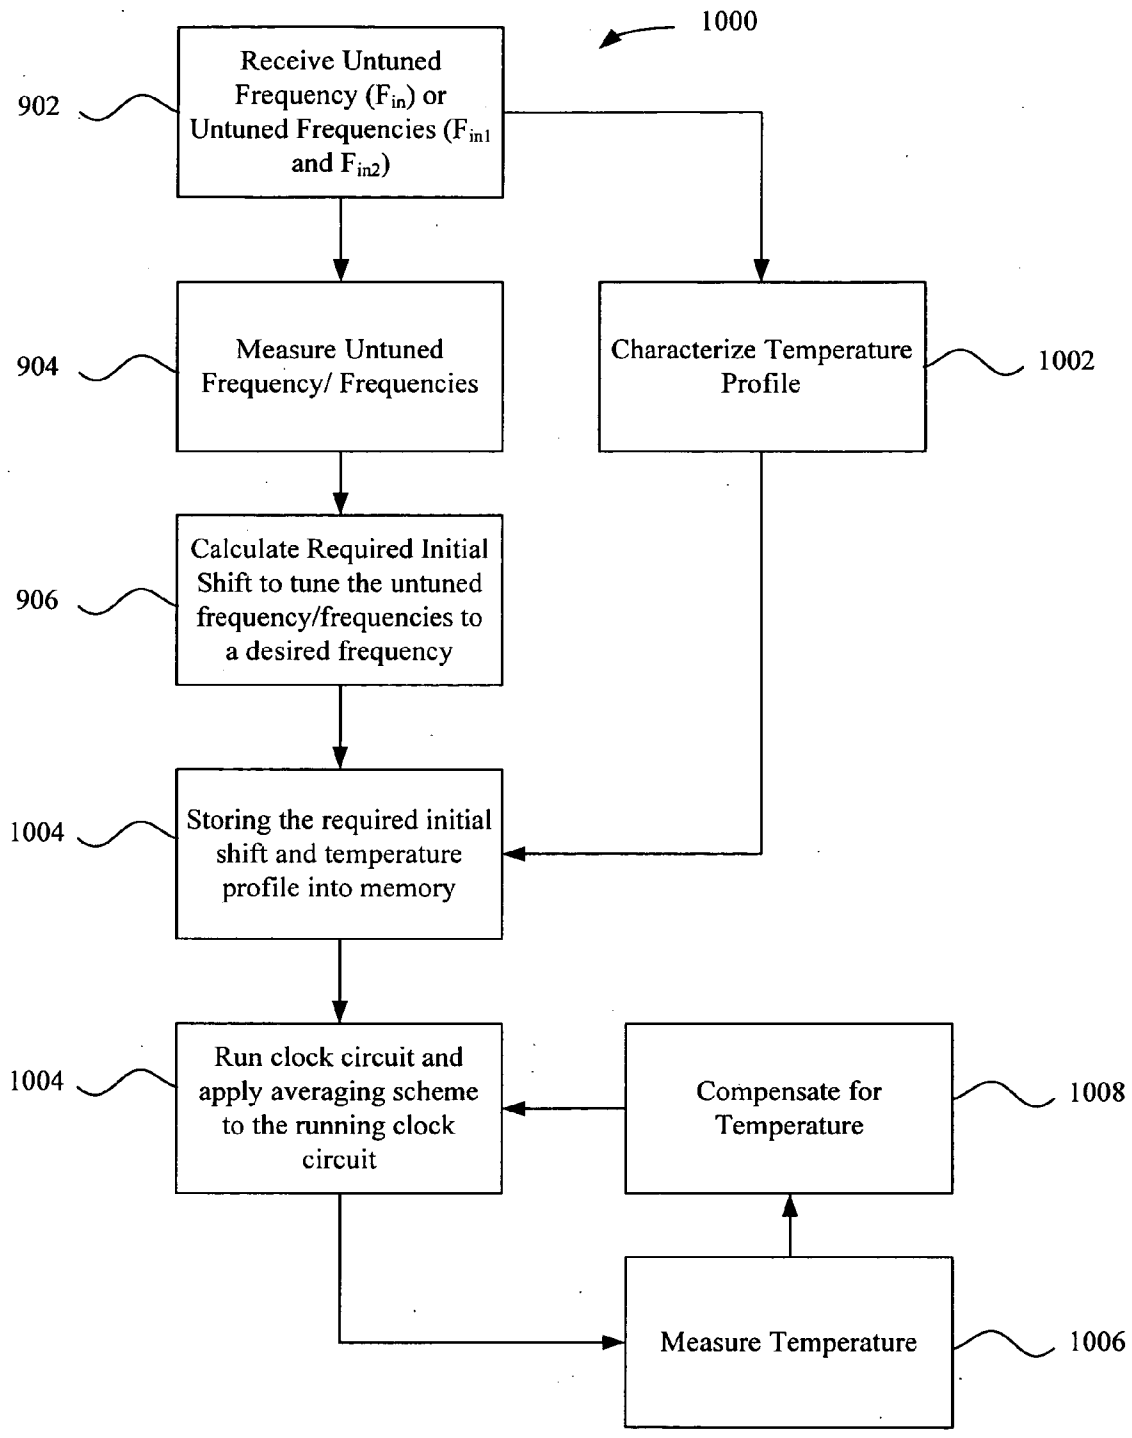 1000
902
Receive Untuned
Frequency (Fin) or
Untuned Frequencies (Fin1
and Fin2)
904
Measure Untuned
Frequency/ Frequencies
Characterize Temperature
Profile
1002
906
Calculate Required Initial
Shift to tune the untuned
frequency/frequencies to
a desired frequency
1004
Storing the required initial
shift and temperature
profile into memory
1004
Run clock circuit and
apply averaging scheme
to the running clock
circuit
Compensate for
Temperature
1008
Measure Temperature
1006